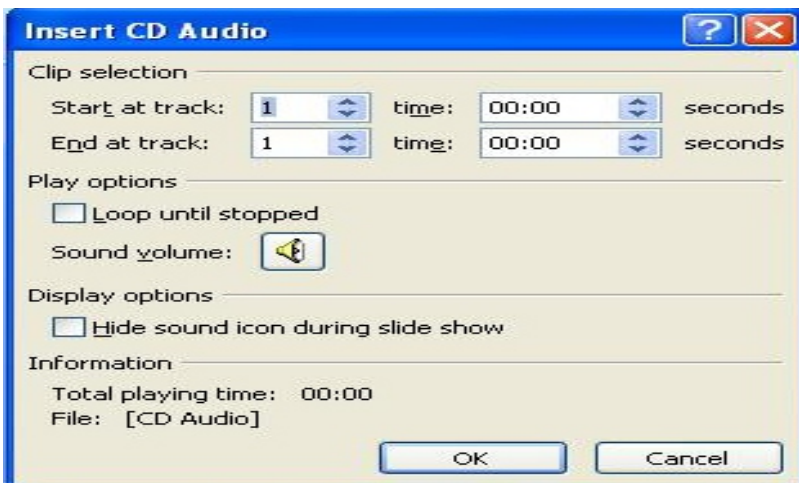 Insert CD Audio
Clip selection
Start at track: 1 time: 00:00 seconds
End at track: 1 time: 00:00 seconds
Play options
Loop until stopped
Sound volume:
Display options
Hide sound icon during slide show
Information
Total playing time: 00:00
File: [CD Audio]
OK Cancel